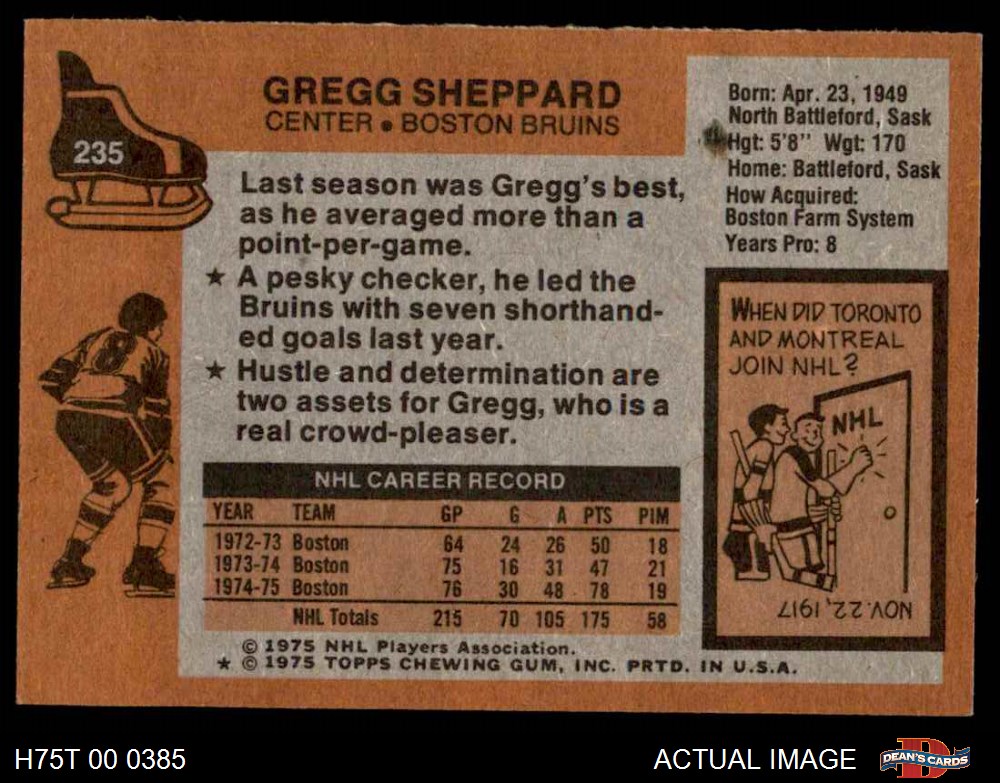 235
GREGG SHEPPARD
CENTER • BOSTON BRUINS
Last season was Gregg's best,
as he averaged more than a
point-per-game.
★ A pesky checker, he led the
Bruins with seven shorthand-
ed goals last year.
★ Hustle and determination are
two assets for Gregg, who is a
real crowd-pleaser.
Born: Apr. 23, 1949
North Battleford, Sask
Hgt: 5'8" Wgt: 170
Home: Battleford, Sask
How Acquired:
Boston Farm System
Years Pro: 8
WHEN DID TORONTO
AND MONTREAL
JOIN NHL?
NHL
NOV. 22, 1917
8
NHL CAREER RECORD
YEAR TEAM GP G A PTS PIM
1972-73 Boston 64 24 26 50 18
1973-74 Boston 75 16 31 47 21
1974-75 Boston 76 30 48 78 19
NHL Totals 215 70 105 175 58
© 1975 NHL Players Association.
★ © 1975 TOPPS CHEWING GUM, INC. PRTD. IN U.S.A.
H75T 00 0385
ACTUAL IMAGE
D
DEAN'S CARDS